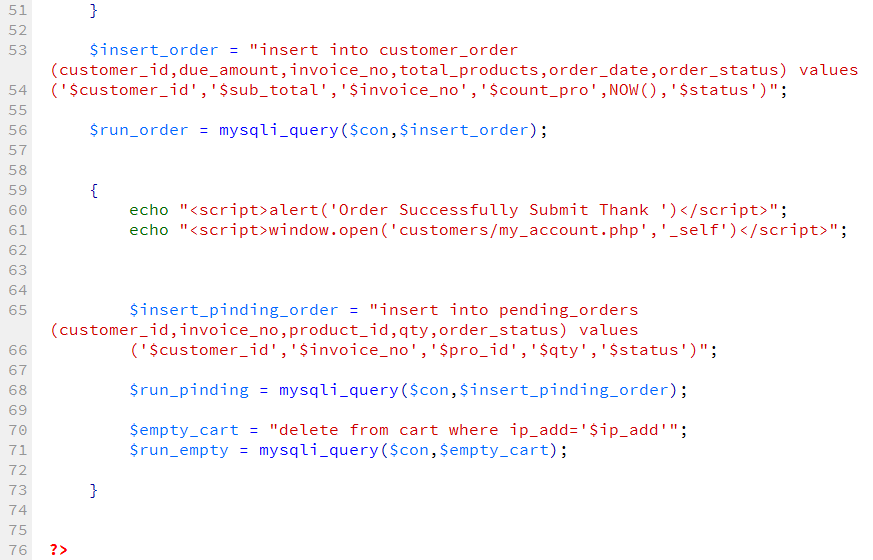 51 }
52
53 $insert_order = "insert into customer_order
(customer_id,due_amount,invoice_no,total_products,order_date,order_status) values
54 ('$customer_id','$sub_total','$invoice_no','$count_pro',NOW(),'$status')";
55
56 $run_order = mysqli_query($con,$insert_order);
57
58
59 {
60 echo "<script>alert('Order Successfully Submit Thank ')</script>";
61 echo "<script>window.open('customers/my_account.php','_self')</script>";
62
63
64
65 $insert_pinding_order = "insert into pending_orders
(customer_id,invoice_no,product_id,qty,order_status) values
66 ('$customer_id','$invoice_no','$pro_id','$qty','$status')";
67
68 $run_pinding = mysqli_query($con,$insert_pinding_order);
69
70 $empty_cart = "delete from cart where ip_add='$ip_add'";
71 $run_empty = mysqli_query($con,$empty_cart);
72
73 }
74
75
76 ?>